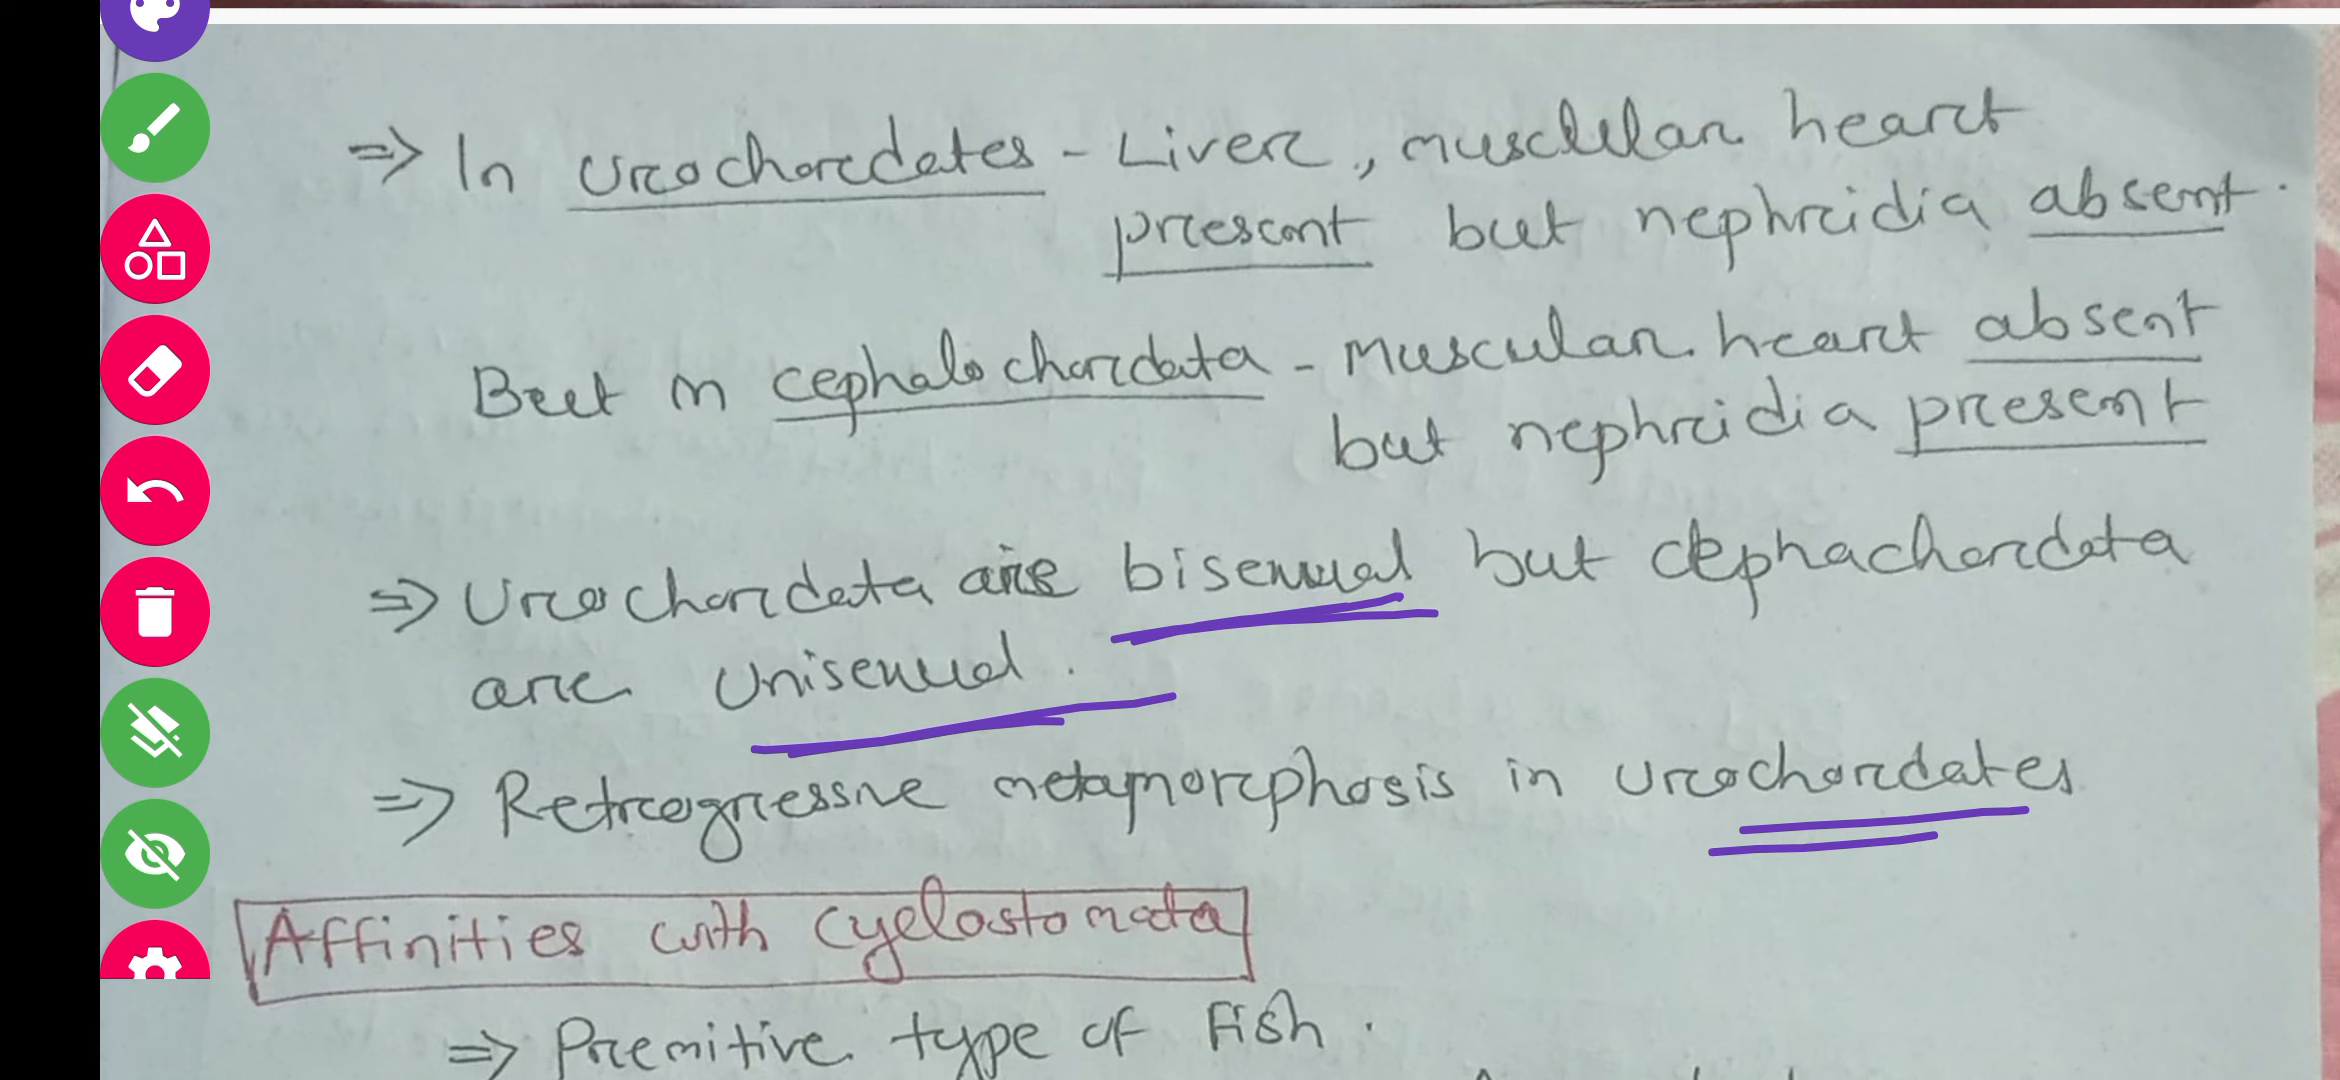 ⇒ In Urochordates - Liver, muscular heart
present but nephridia absent.
But in cephalochordata - Muscular heart absent
but nephridia present
⇒ Urochordata are bisexual but cephachordata
are Unisexual.
⇒ Retrogressive metamorphosis in Urochordates
Affinities with Cyclostomata
⇒ Premitive type of Fish.